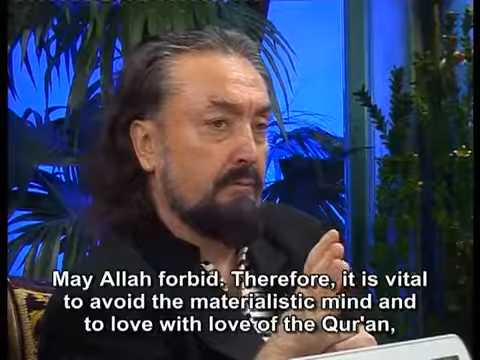 May Allah forbid. Therefore, it is vital
to avoid the materialistic mind and
to love with love of the Qur'an,